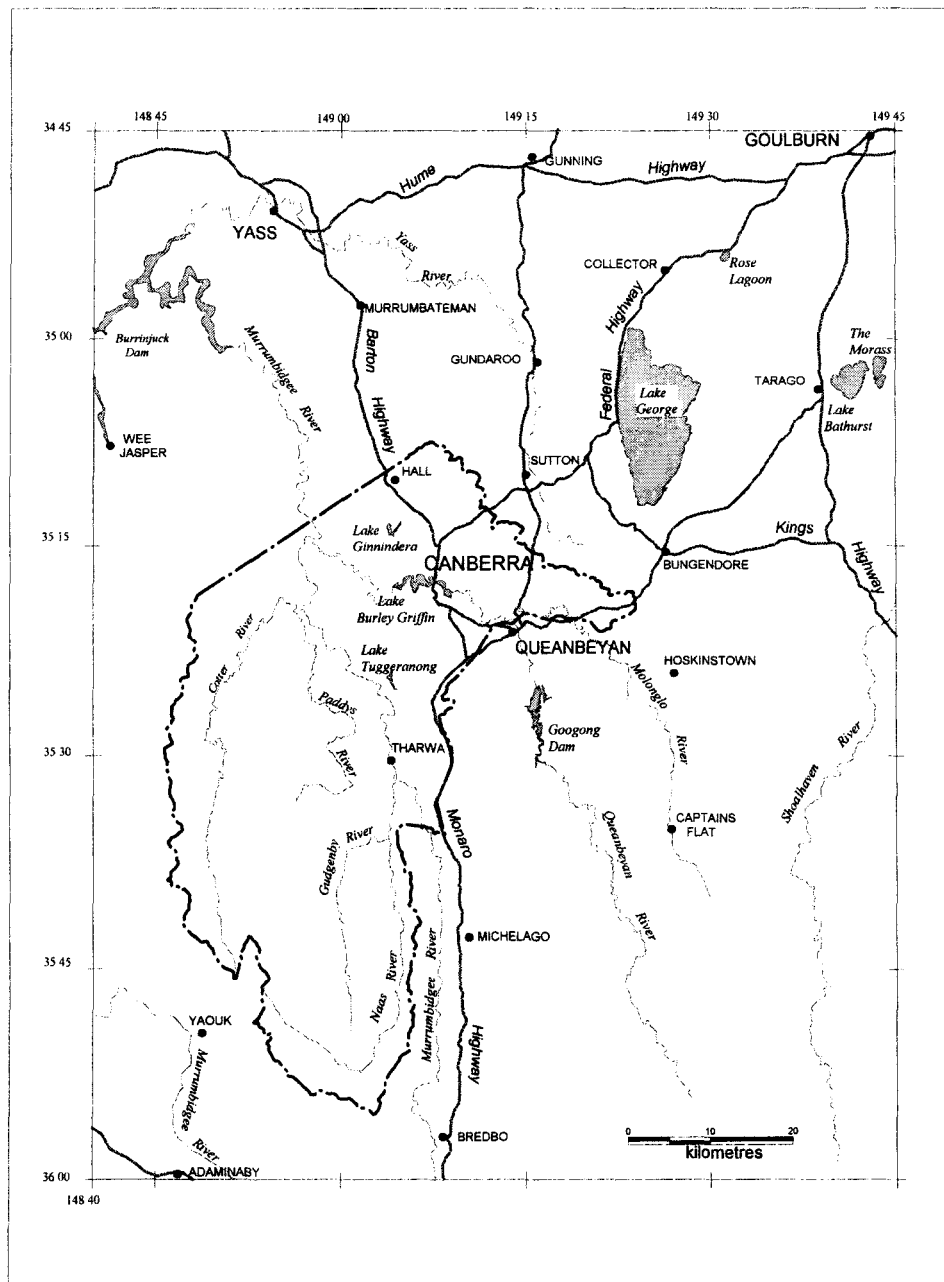 148 45
149 00
149 15
149 30
149 45
34 45
GOULBURN
GUNNING
Hume
Highway
YASS
Yass
River
COLLECTOR
Rose
Lagoon
Highway
MURRUMBATEMAN
35 00
Burrinjuck
Dam
Murrumbidgee
River
Barton
Highway
GUNDAROO
The
Morass
Federal
Lake
George
TARAGO
Lake
Bathurst
WEE
JASPER
HALL
SUTTON
Lake
Ginnindera
Kings
Highway
35 15
CANBERRA
BUNGENDORE
Lake
Burley Griffin
Cotter
River
QUEANBEYAN
Lake
Tuggeranong
Molonglo
River
HOSKINSTOWN
Paddys
River
Googong
Dam
35 30
THARWA
Shoalhaven
River
Monaro
Highway
CAPTAINS
FLAT
Queanbeyan
River
Gudgenby
River
MICHELAGO
35 45
Naas
River
Murrumbidgee
River
YAOUK
Murrumbidgee
River
BREDBO
0
10
20
kilometres
ADAMINABY
36 00
148 40